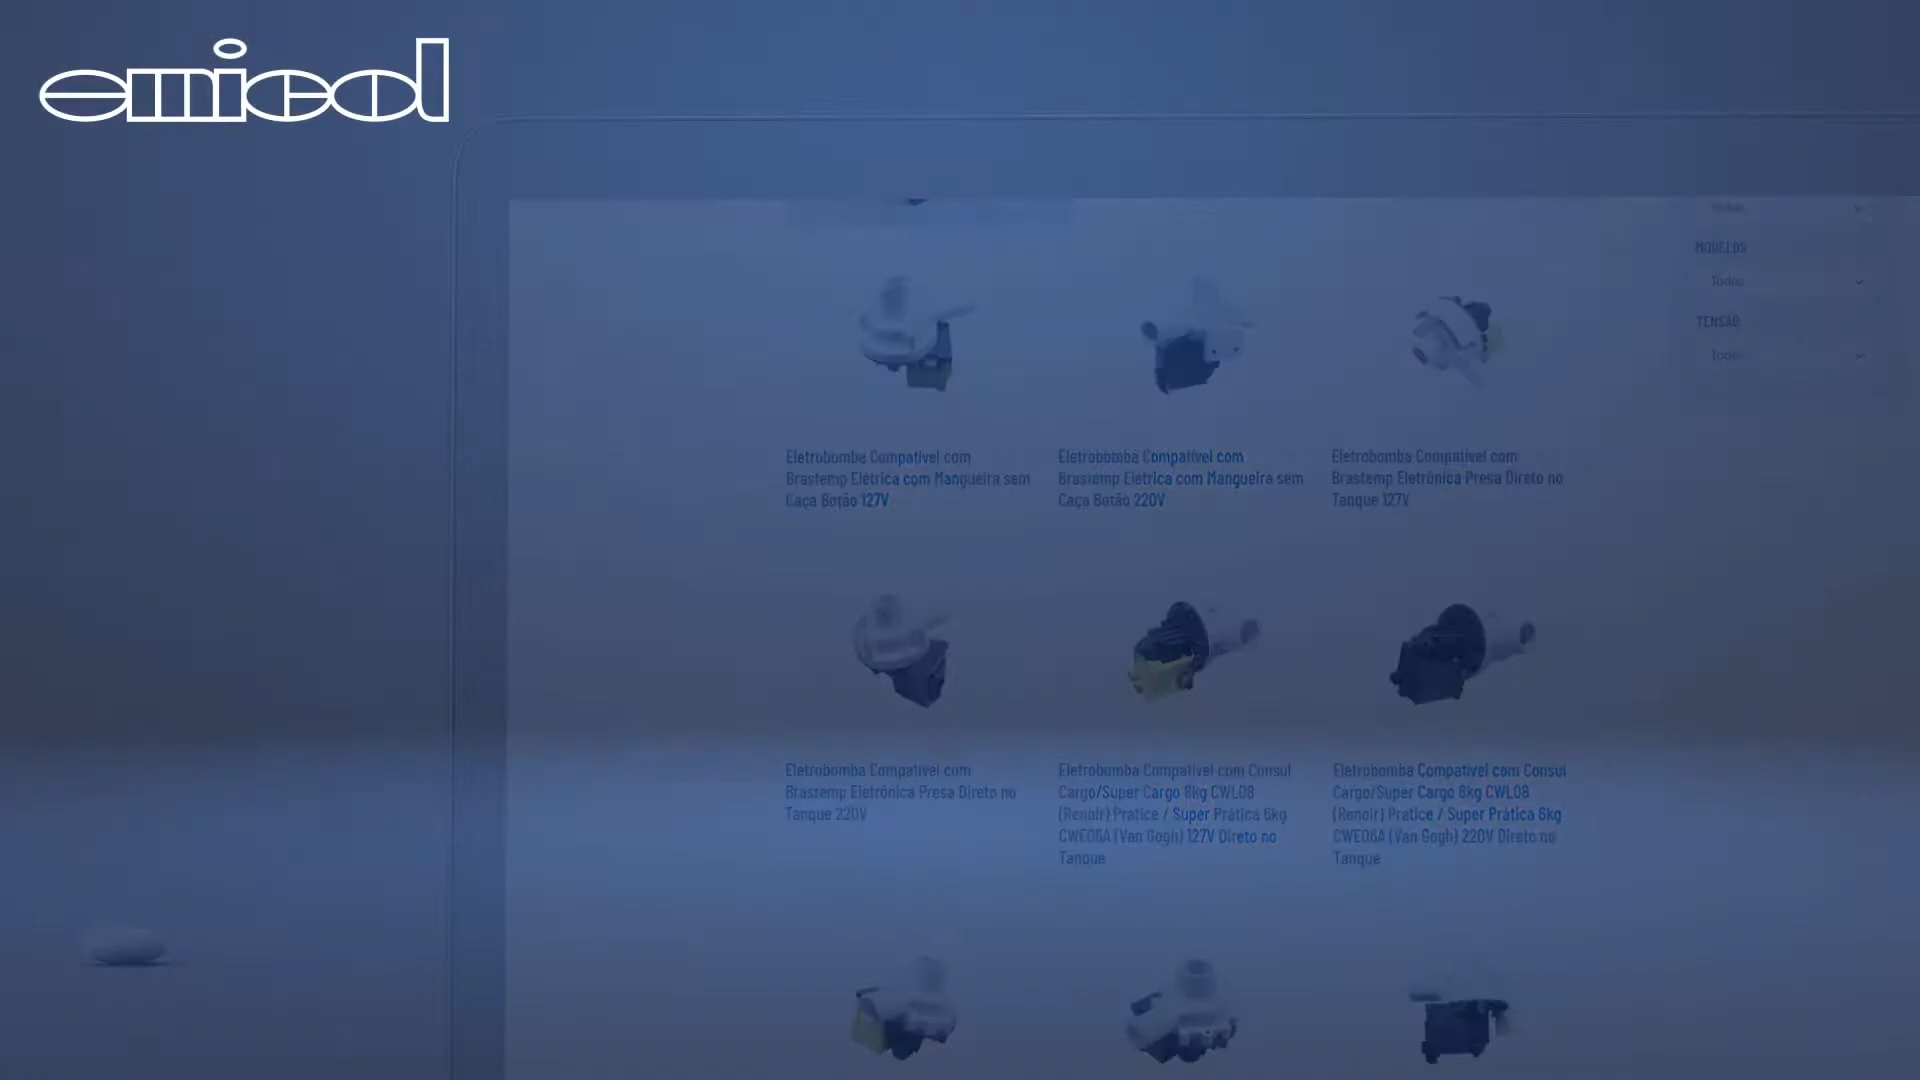 emicol
MODELOS
Todos
TENSÃO
Todo
Eletrobomba Compatível com
Brastemp Elétrica com Mangueira sem
Caça Botão 127V
Eletrobomba Compatível com
Brastemp Elétrica com Mangueira sem
Caça Botão 220V
Eletrobomba Compatível com
Brastemp Eletrônica Presa Direto no
Tanque 127V
Eletrobomba Compatível com
Brastemp Eletrônica Presa Direto no
Tanque 220V
Eletrobomba Compatível com Consul
Cargo/Super Cargo 8kg CWL08
(Renoir) Pratice / Super Prática 6kg
CWE06A (Van Gogh) 127V Direto no
Tanque
Eletrobomba Compatível com Consul
Cargo/Super Cargo 8kg CWL08
(Renoir) Pratice / Super Prática 6kg
CWE06A (Van Gogh) 220V Direto no
Tanque